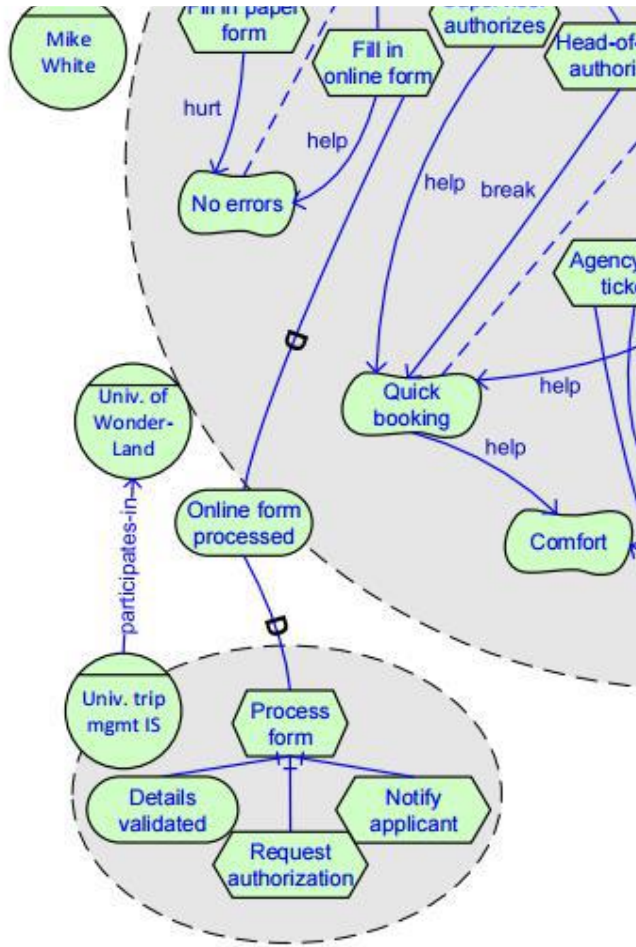 Fill in paper
form
Mike
White
Fill in
online form
authorizes
Head-of-
hurt
help
No errors
help
break
Agency
Univ. of
Wonder-
Land
Quick
booking
help
help
participates-in
Online form
processed
D
Comfort
D
Univ. trip
mgmt IS
Process
form
Details
validated
Notify
applicant
Request
authorization